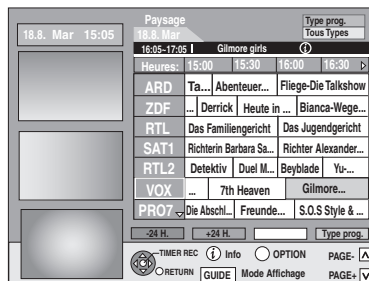 Paysage
Type prog.
18.8. Mar 15:05
18.8. Mar
Tous Types
16:05~17:05 Gilmore girls i
Heures: 15:00 15:30 16:00 16:30
ARD Ta... Abenteuer... Fliege-Die Talkshow
ZDF ... Derrick Heute in ... Bianca-Wege...
RTL Das Familiengericht Das Jugendgericht
SAT1 Richterin Barbara Sa... Richter Alexander...
RTL2 Detektiv Duel M... Beyblade Yu-...
VOX ... 7th Heaven Gilmore...
PRO7 Die Abschl... Freunde... S.O.S Style & ...
-24 H. +24 H. Type prog.
TIMER REC i Info OPTION PAGE-
RETURN GUIDE Mode Affichage PAGE+